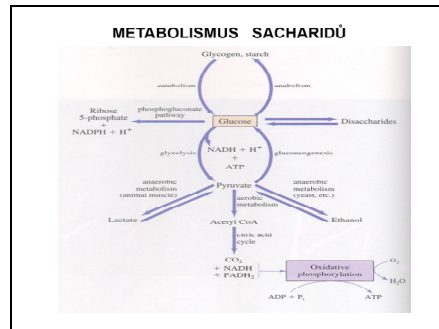 METABOLISMUS SACHARIDŮ
Glycogen, starch
catabolism
anabolism
Ribose
5-phosphate
+
NADPH + H⁺
phosphogluconate
pathway
Glucose
Disaccharides
glycolysis
NADH + H⁺
+
ATP
gluconeogenesis
anaerobic
metabolism
(animal muscle)
Pyruvate
aerobic
metabolism
anaerobic
metabolism
(yeast, etc.)
Lactate
Acetyl CoA
Ethanol
citric acid
cycle
CO₂
+ NADH
+ FADH₂
Oxidative
phosphorylation
O₂
H₂O
ADP + Pᵢ
ATP